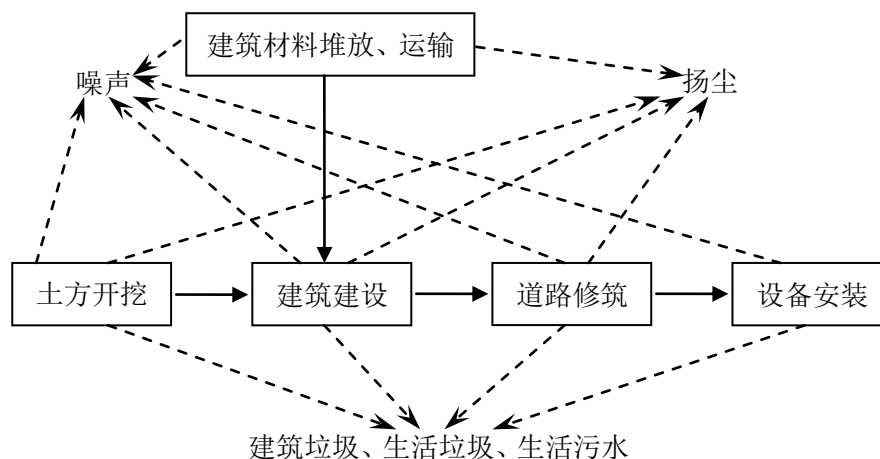 建筑材料堆放、运输
噪声
扬尘
土方开挖
建筑建设
道路修筑
设备安装
建筑垃圾、生活垃圾、生活污水